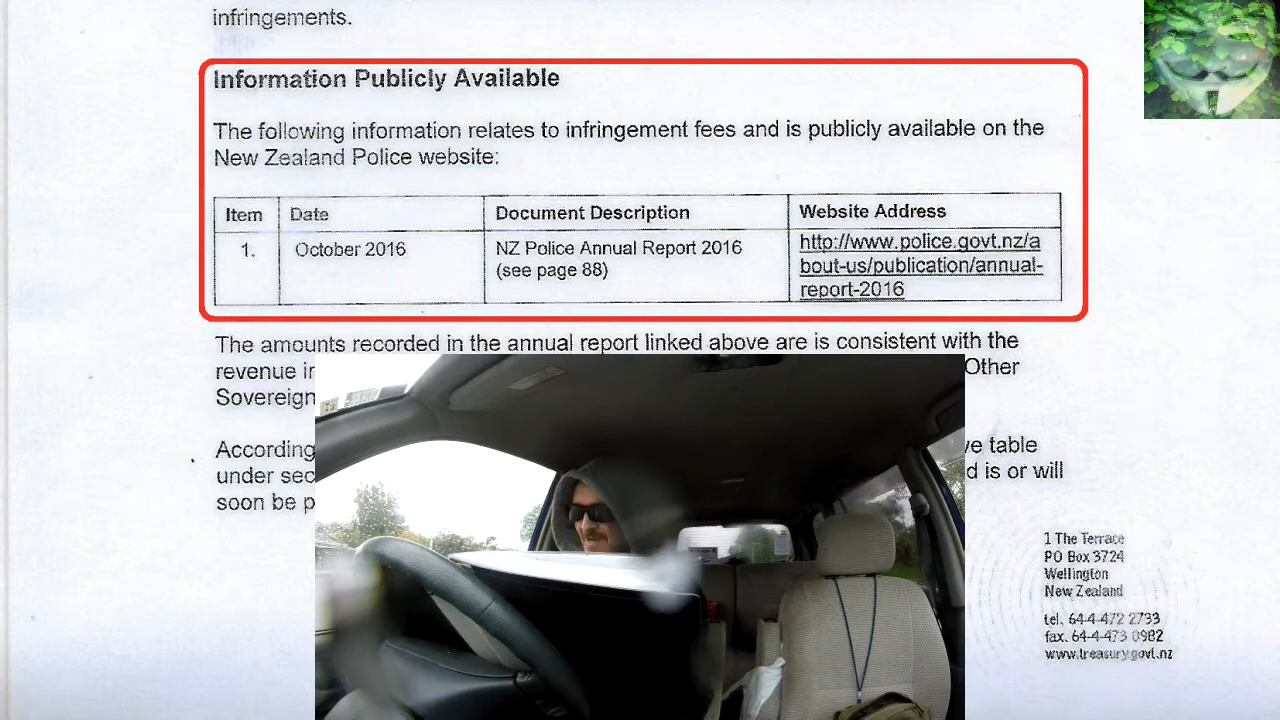 infringements.
Information Publicly Available
The following information relates to infringement fees and is publicly available on the
New Zealand Police website:
Item Date Document Description Website Address
1. October 2016 NZ Police Annual Report 2016 http://www.police.govt.nz/a
(see page 88) bout-us/publication/annual-
report-2016
The amounts recorded in the annual report linked above are is consistent with the
revenue Other
Sovereign
According table
under is or will
soon be
1 The Terrace
PO Box 3724
Wellington
New Zealand
tel. 64-4-472 2733
fax. 64-4-473 0982
www.treasury.govt.nz